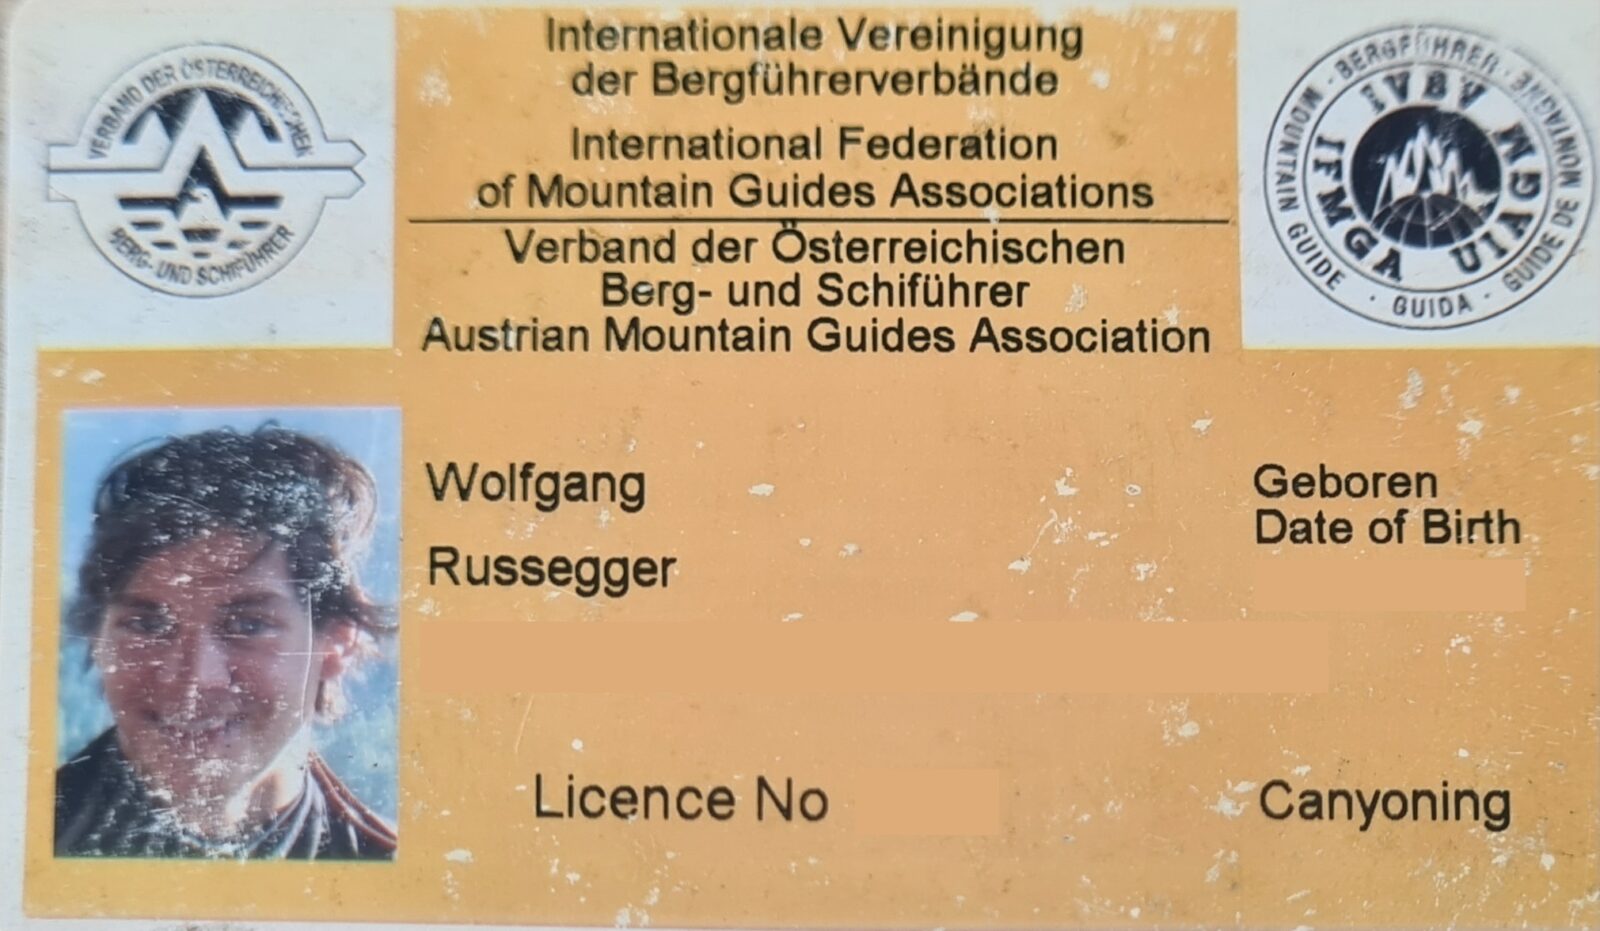 VERBAND DER ÖSTERREICHISCHEN
BERG- UND SCHIFÜHRER
Internationale Vereinigung
der Bergführerverbände
International Federation
of Mountain Guides Associations
Verband der Österreichischen
Berg- und Schiführer
Austrian Mountain Guides Association
· BERGFÜHRER · GUIDE DE MONTAGNE · GUIDA · MOUNTAIN GUIDE
IVBV
UIAGM
IFMGA
Wolfgang
Russegger
Geboren
Date of Birth
Licence No
Canyoning